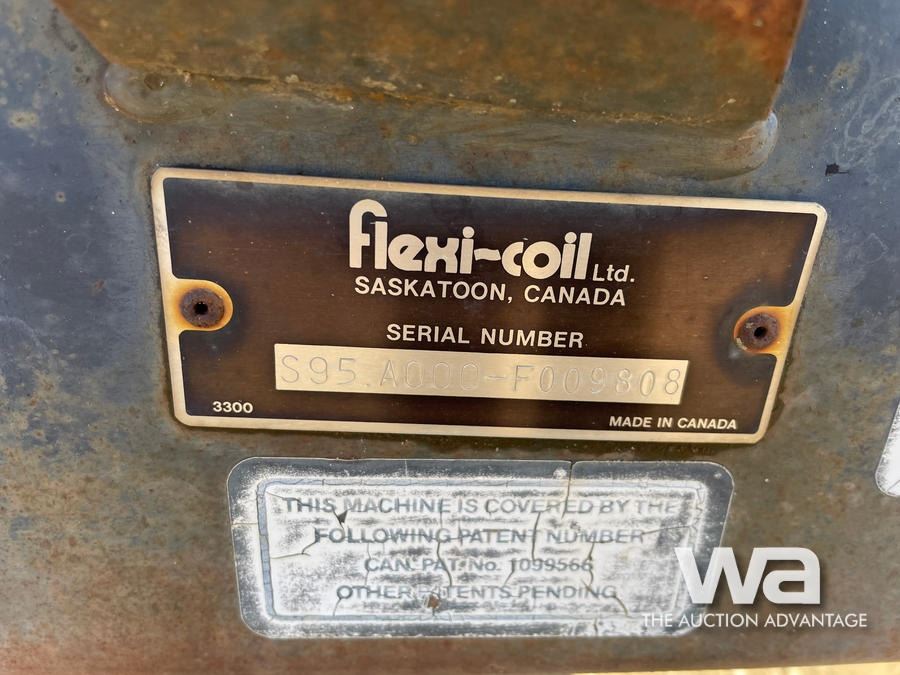 flexi-coil Ltd.
SASKATOON, CANADA
SERIAL NUMBER
S95.A000-F009808
3300
MADE IN CANADA
THIS MACHINE IS COVERED BY THE
FOLLOWING PATENT NUMBER
CAN. PAT. No. 1099566
OTHER PATENTS PENDING
wa
THE AUCTION ADVANTAGE